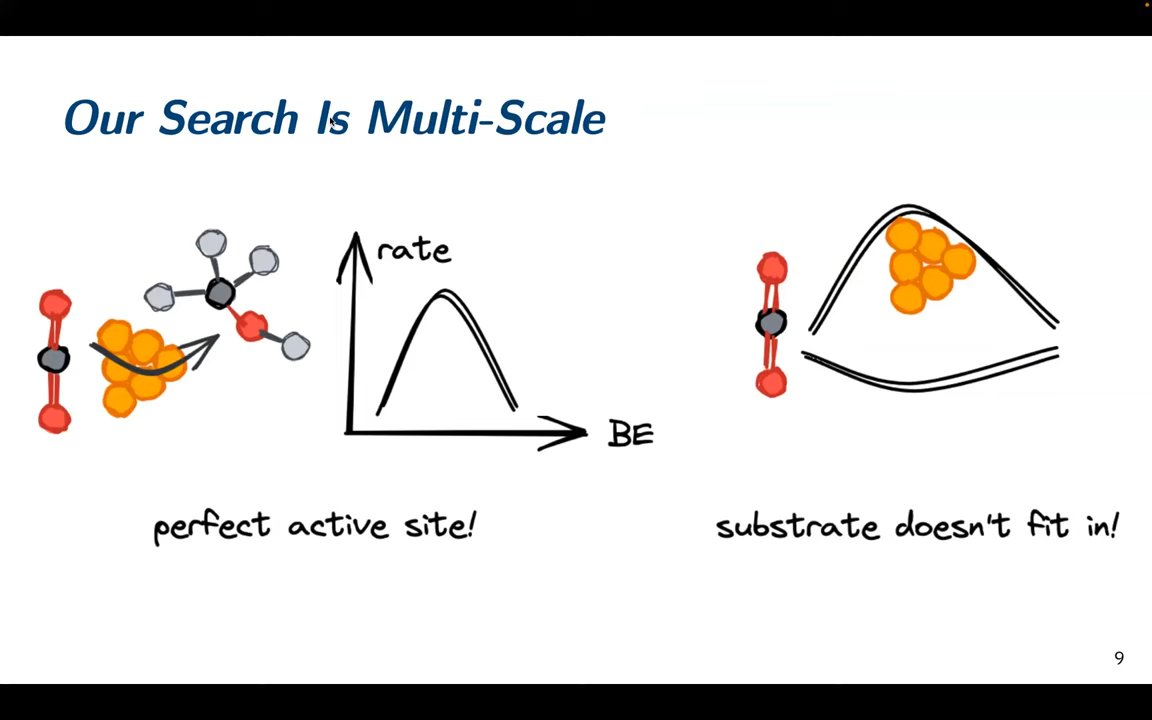 Our Search Is Multi-Scale
rate
BE
perfect active site!
substrate doesn't fit in!
9